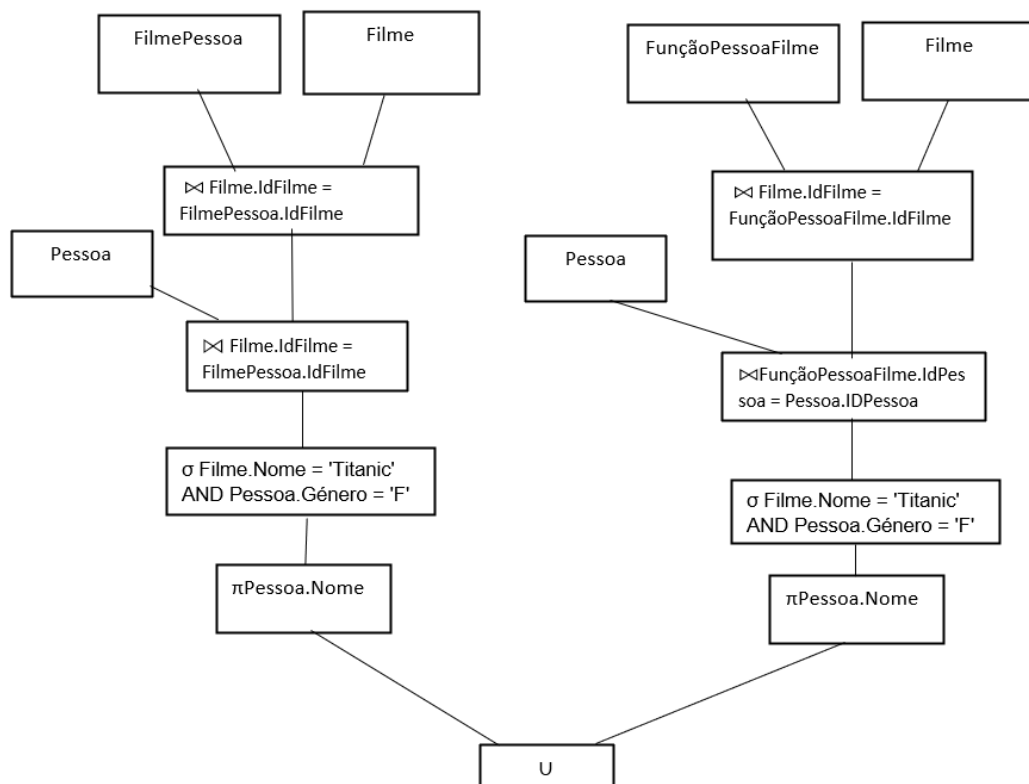 FilmePessoa
Filme
FunçãoPessoaFilme
Filme
⋈ Filme.IdFilme =
FilmePessoa.IdFilme
⋈ Filme.IdFilme =
FunçãoPessoaFilme.IdFilme
Pessoa
Pessoa
⋈ Filme.IdFilme =
FilmePessoa.IdFilme
⋈FunçãoPessoaFilme.IdPes
soa = Pessoa.IDPessoa
σ Filme.Nome = 'Titanic'
AND Pessoa.Género = 'F'
σ Filme.Nome = 'Titanic'
AND Pessoa.Género = 'F'
πPessoa.Nome
πPessoa.Nome
U